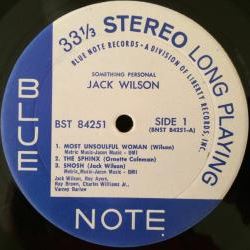 33⅓ STEREO LONG PLAYING
BLUE NOTE RECORDS • A DIVISION OF LIBERTY RECORDS, INC.
SOMETHING PERSONAL
JACK WILSON
BST 84251
SIDE 1
(BNST 84251-A)
1. MOST UNSOULFUL WOMAN (Wilson)
Metric Music-Jacon Music - BMI
2. THE SPHINX (Ornette Coleman)
3. SHOSH (Jack Wilson)
Metric Music-Jacon Music - BMI
Jack Wilson, Roy Ayers,
Ray Brown, Charles Williams Jr.,
Varney Barlow
BLUE
NOTE